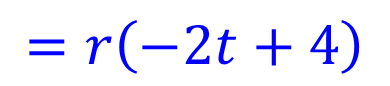 = r(−2t + 4)